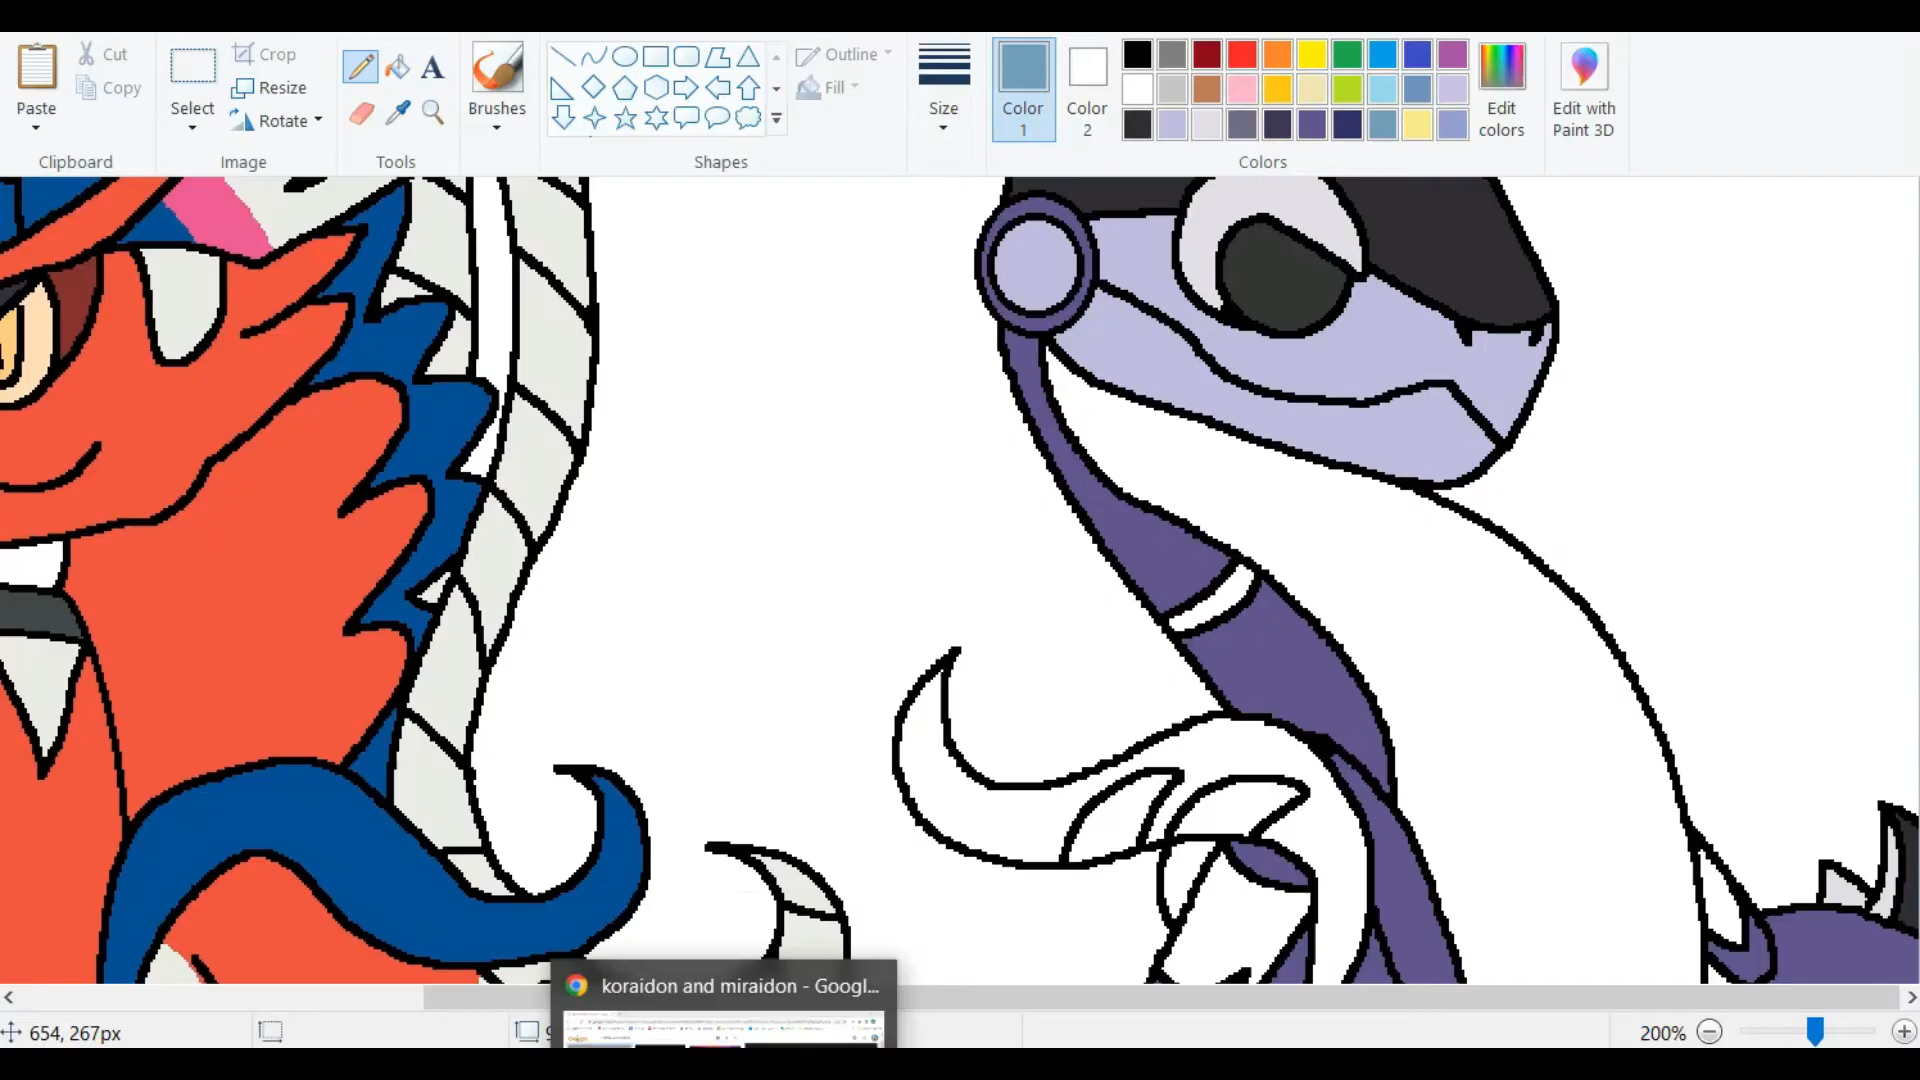 Paste
Cut
Copy
Clipboard
Select
Crop
Resize
Rotate
Image
A
Tools
Brushes
Shapes
Outline
Fill
Size
Color
1
Color
2
Colors
Edit
colors
Edit with
Paint 3D
koraidon and miraidon - Googl...
654, 267px
200%